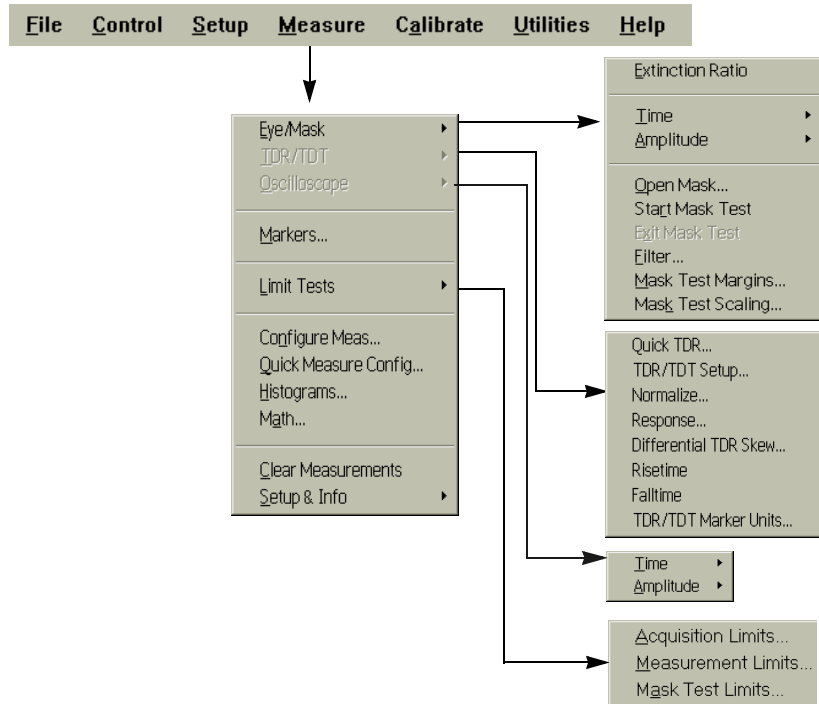 File Control Setup Measure Calibrate Utilities Help
Eye/Mask
TDR/TDT
Oscilloscope
Markers...
Limit Tests
Configure Meas...
Quick Measure Config...
Histograms...
Math...
Clear Measurements
Setup & Info
Extinction Ratio
Time
Amplitude
Open Mask...
Start Mask Test
Exit Mask Test
Filter...
Mask Test Margins...
Mask Test Scaling...
Quick TDR...
TDR/TDT Setup...
Normalize...
Response...
Differential TDR Skew...
Risetime
Falltime
TDR/TDT Marker Units...
Time
Amplitude
Acquisition Limits...
Measurement Limits...
Mask Test Limits...